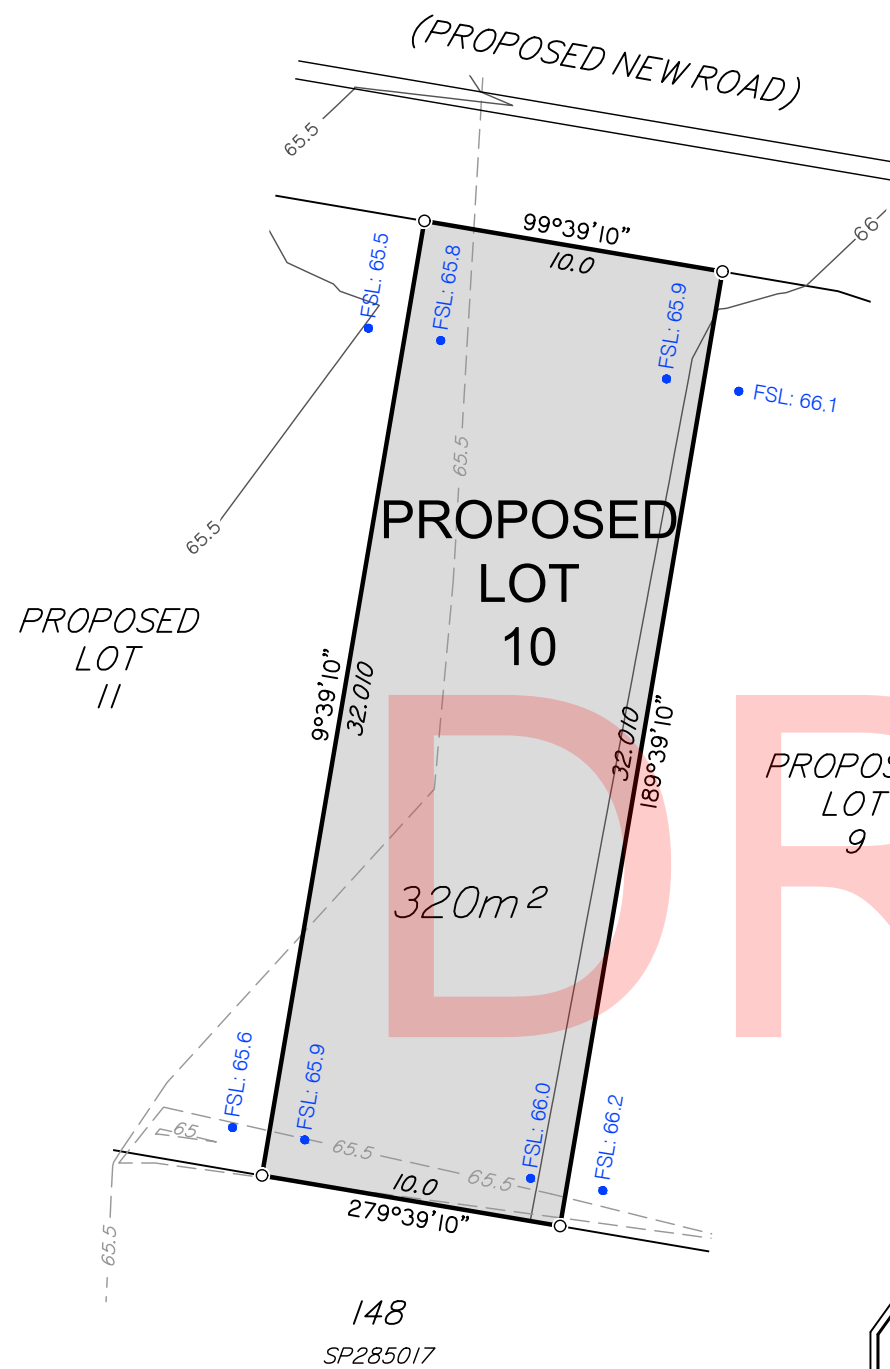 (PROPOSED NEW ROAD)
65.5
66
99°39'10"
10.0
FSL: 65.5
FSL: 65.8
FSL: 65.9
FSL: 66.1
65.5
65.5
PROPOSED
LOT
10
PROPOSED
LOT
11
9°39'10"
32.010
32.010
189°39'10"
PROPOS
LOT
9
DR
320m²
FSL: 65.6
FSL: 65.9
FSL: 66.0
FSL: 66.2
65
65.5
65.5
65.5
10.0
279°39'10"
148
SP285017